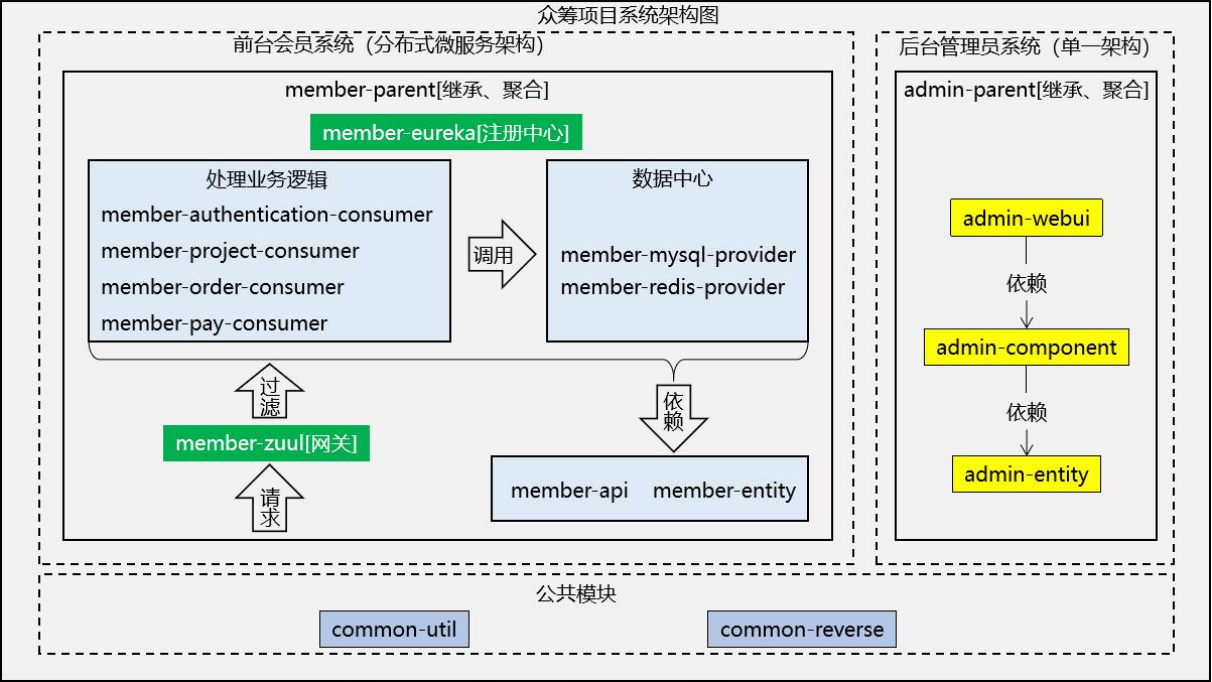 众筹项目系统架构图
前台会员系统（分布式微服务架构）
member-parent[继承、聚合]
member-eureka[注册中心]
处理业务逻辑
member-authentication-consumer
member-project-consumer
member-order-consumer
member-pay-consumer
调用
数据中心
member-mysql-provider
member-redis-provider
过
滤
member-zuul[网关]
请
求
依
赖
member-api member-entity
后台管理员系统（单一架构）
admin-parent[继承、聚合]
admin-webui
依赖
admin-component
依赖
admin-entity
公共模块
common-util
common-reverse